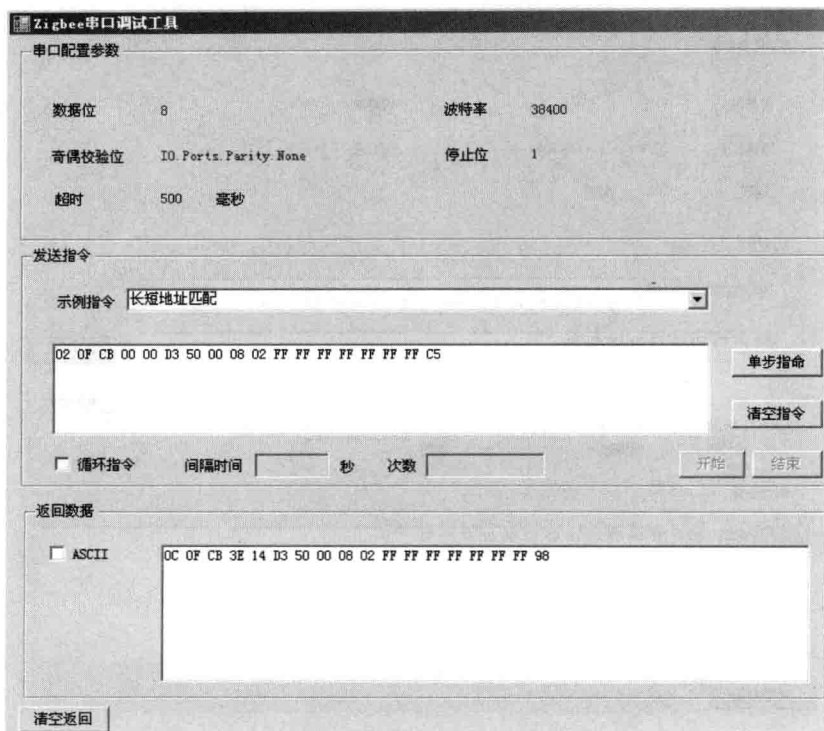 Zigbee串口调试工具
串口配置参数
数据位 8 波特率 38400
奇偶校验位 IO.Ports.Parity.None 停止位 1
超时 500 毫秒
发送指令
示例指令 长短地址匹配
02 0F CB 00 00 D3 50 00 08 02 FF FF FF FF FF FF FF C5
单步指命
清空指令
循环指令 间隔时间 秒 次数 开始 结束
返回数据
ASCII 0C 0F CB 3E 14 D3 50 00 08 02 FF FF FF FF FF FF FF 98
清空返回